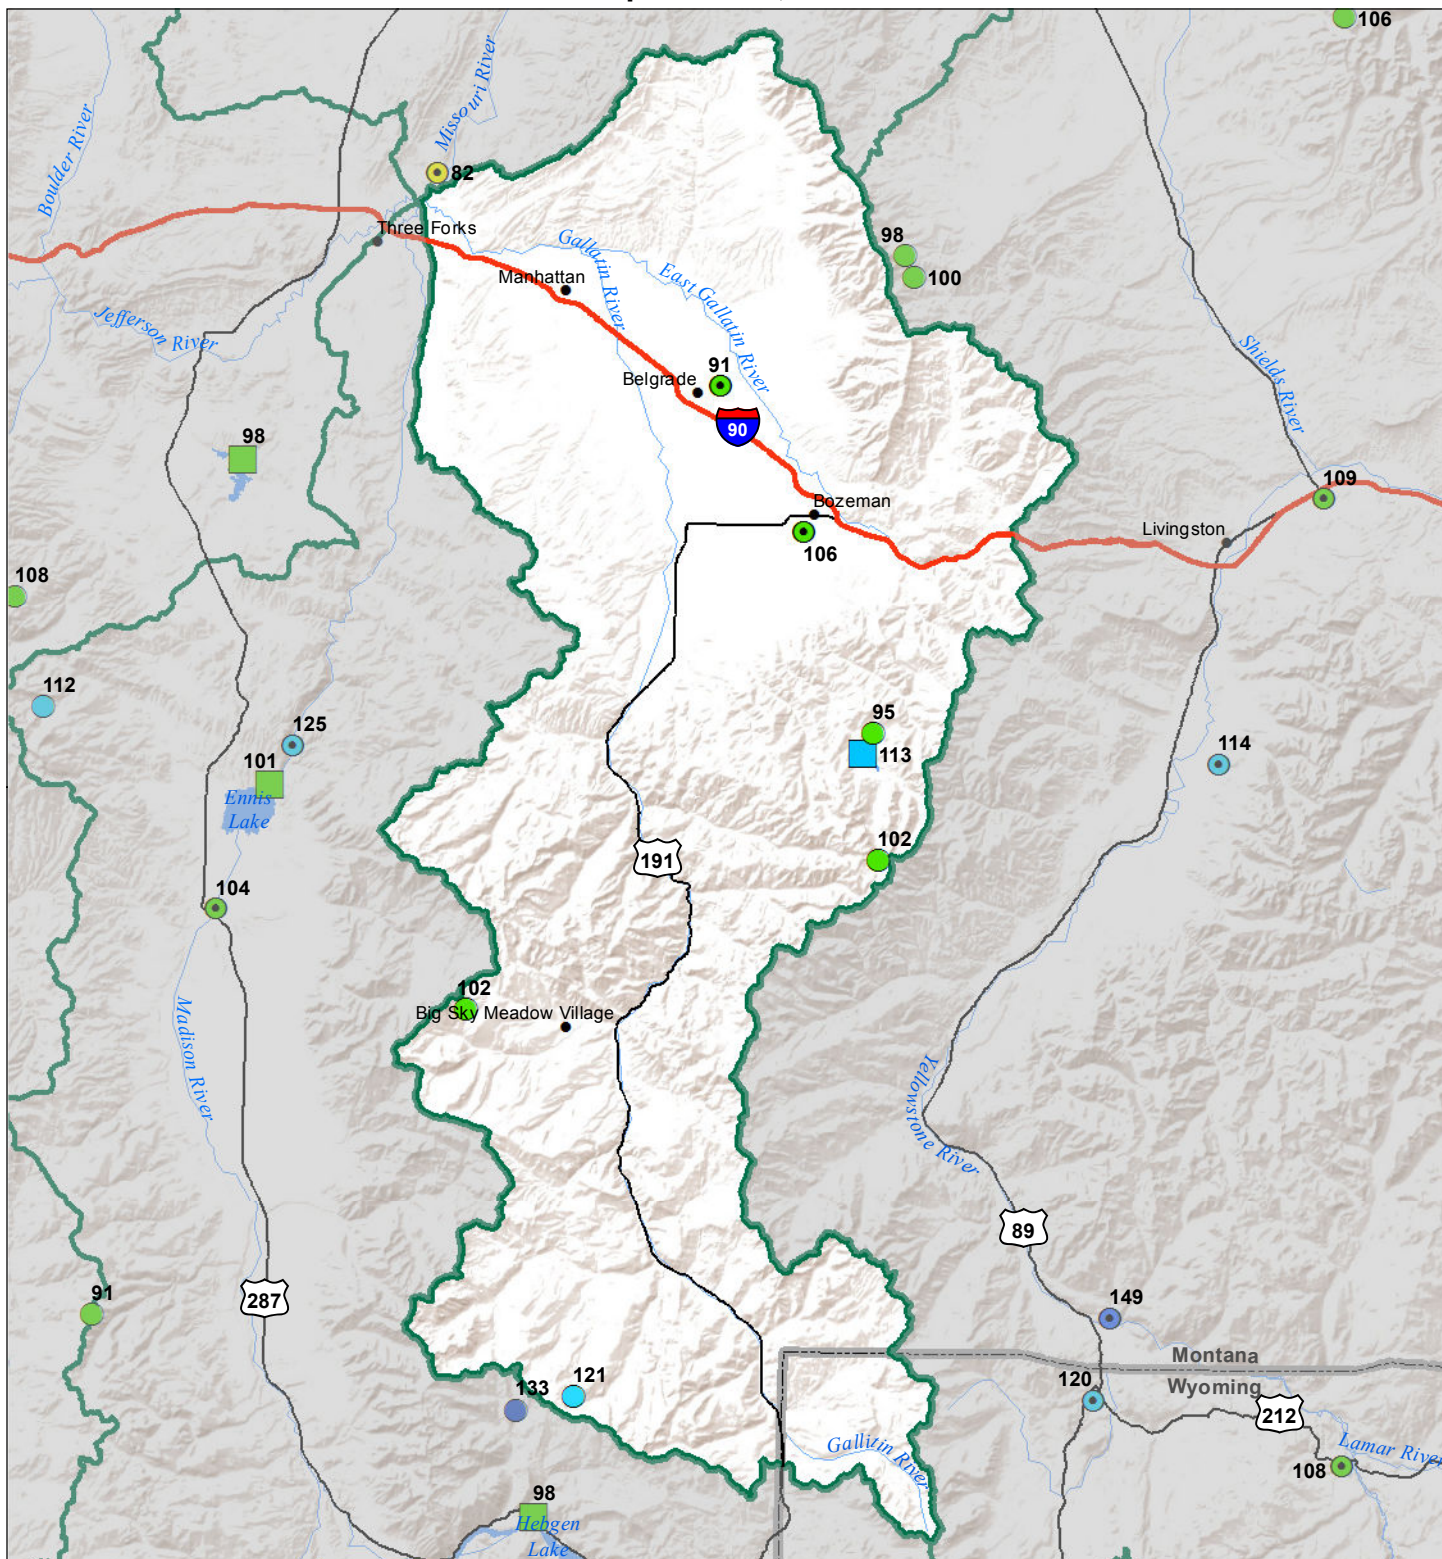 106
Missouri River
Boulder River
82
Three Forks
98
100
Gallatin River
East Gallatin River
Manhattan
Jefferson River
Shields River
91
Belgrade
90
98
109
Bozeman
Livingston
106
108
112
95
125
113
114
101
Ennis
Lake
102
191
104
102
Big Sky Meadow Village
Madison River
Yellowstone River
89
287
91
149
Montana
Wyoming
133
121
120
212
Gallitin River
Lamar River
108
98
Hebgen
Lake